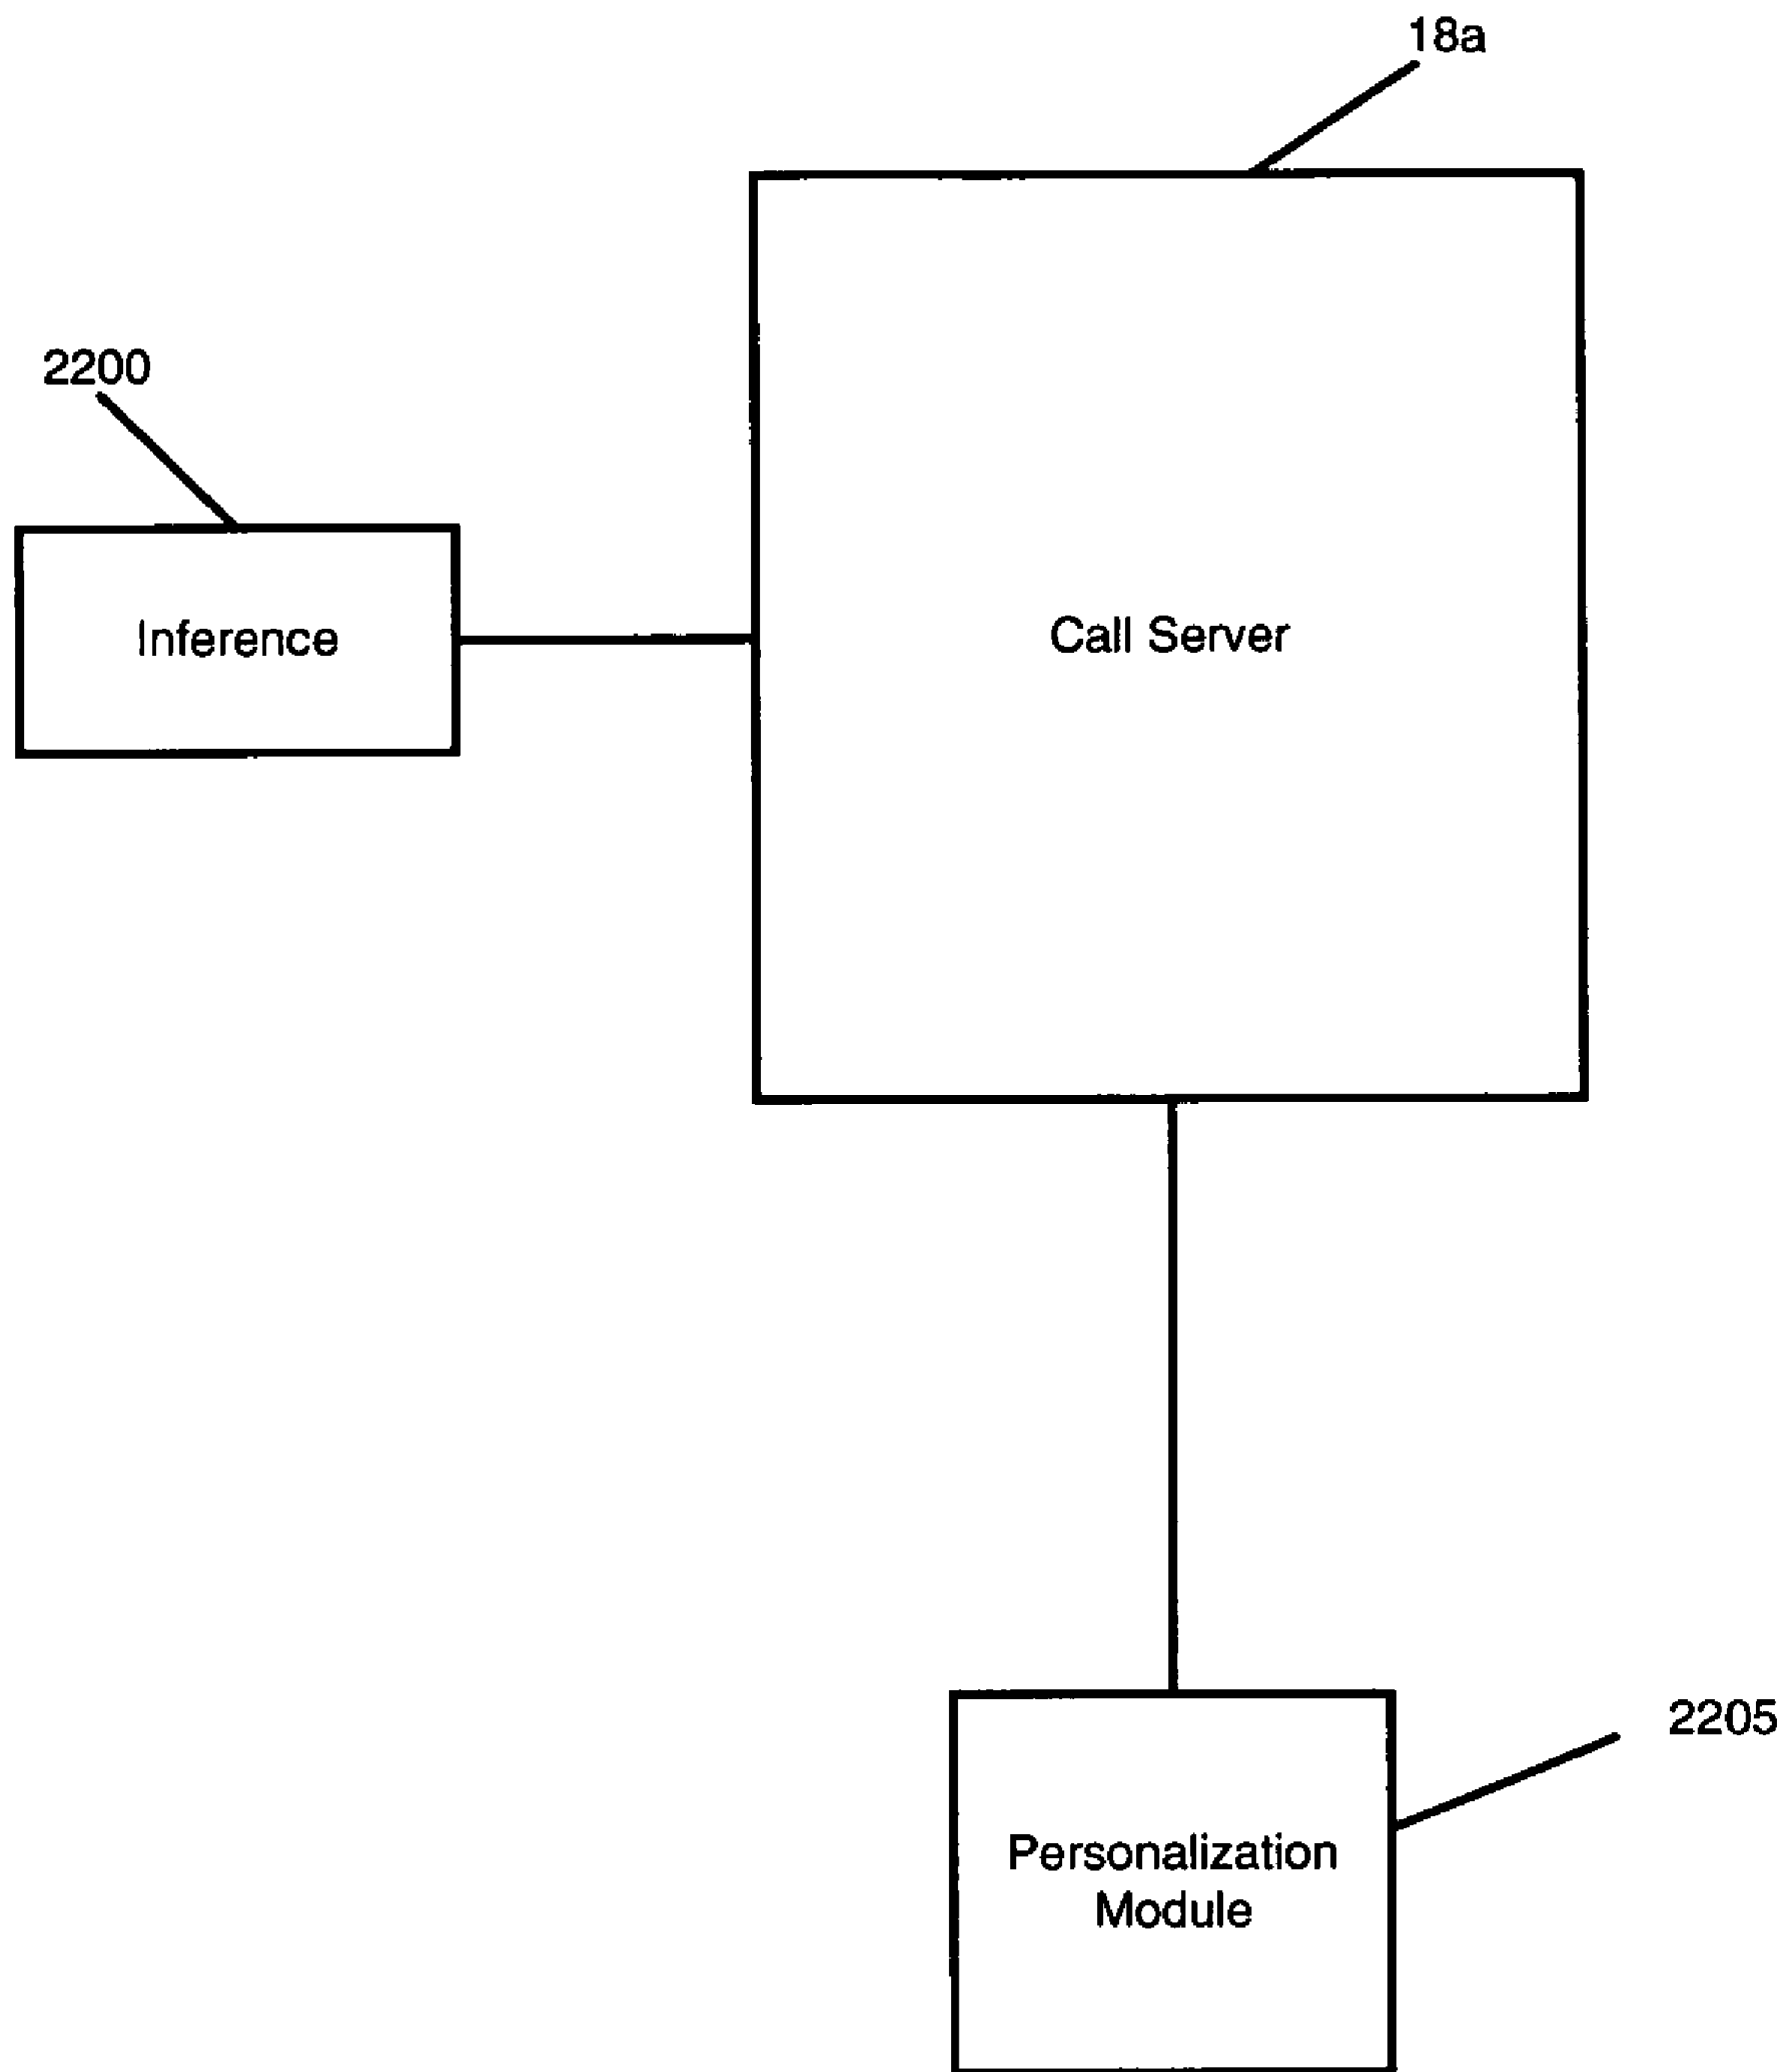 18a
2200
Inference
Call Server
2205
Personalization
Module